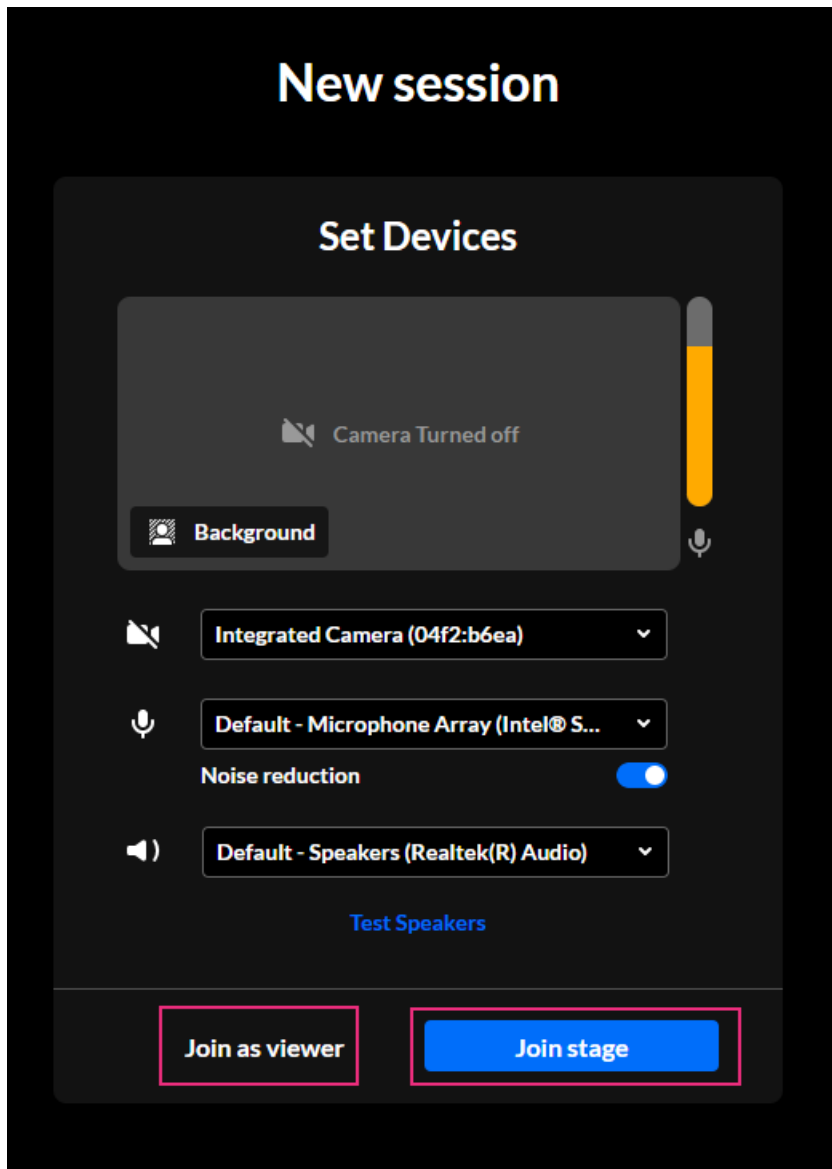 New session
Set Devices
Camera Turned off
Background
Integrated Camera (04f2:b6ea)
Default - Microphone Array (Intel® S...
Noise reduction
Default - Speakers (Realtek(R) Audio)
Test Speakers
Join as viewer
Join stage